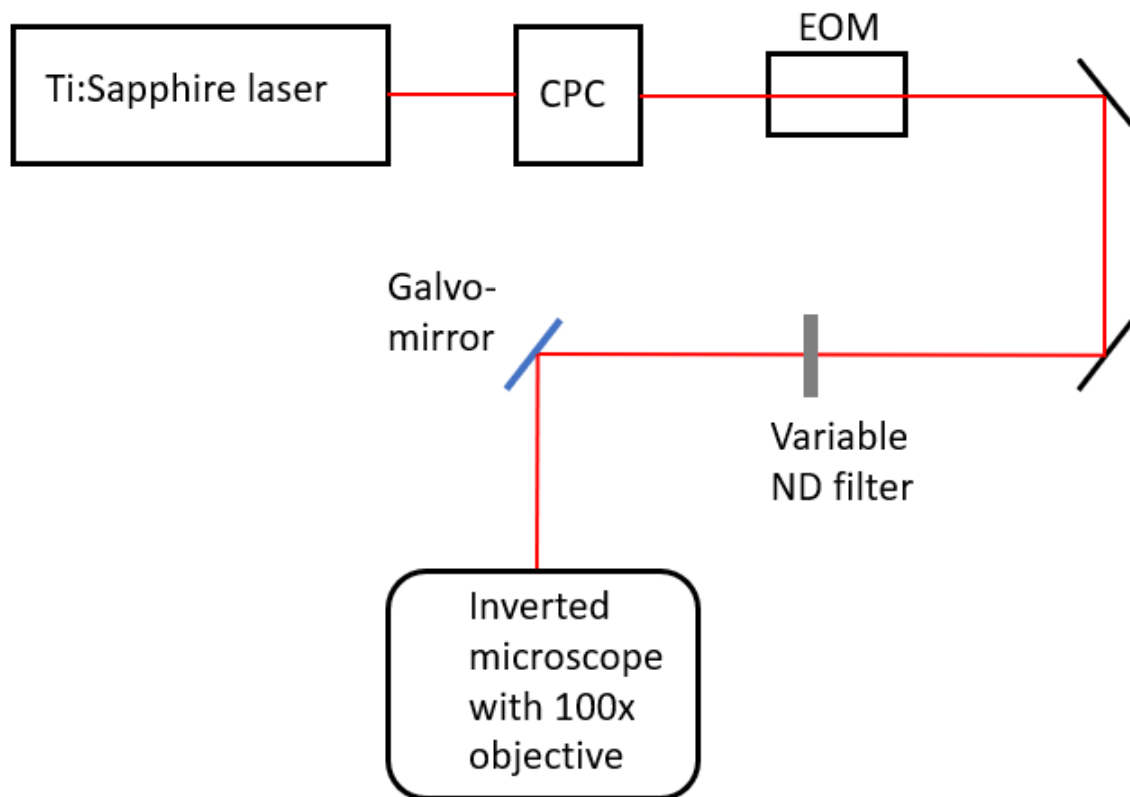 Ti:Sapphire laser
CPC
EOM
Galvo-
mirror
Variable
ND filter
Inverted
microscope
with 100x
objective